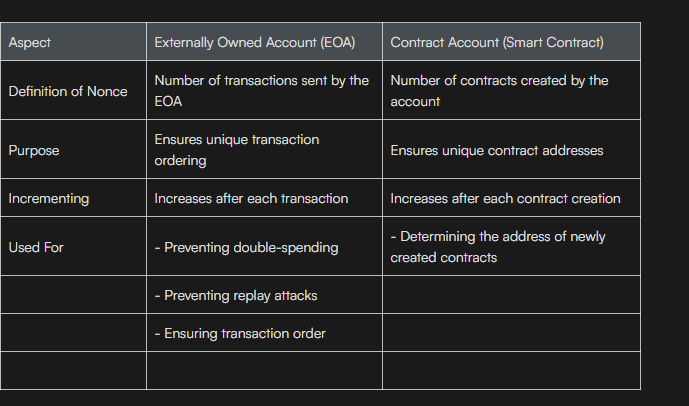 Aspect
Externally Owned Account (EOA)
Contract Account (Smart Contract)
Definition of Nonce
Number of transactions sent by the
EOA
Number of contracts created by the
account
Purpose
Ensures unique transaction
ordering
Ensures unique contract addresses
Incrementing
Increases after each transaction
Increases after each contract creation
Used For
- Preventing double-spending
- Determining the address of newly
created contracts
- Preventing replay attacks
- Ensuring transaction order